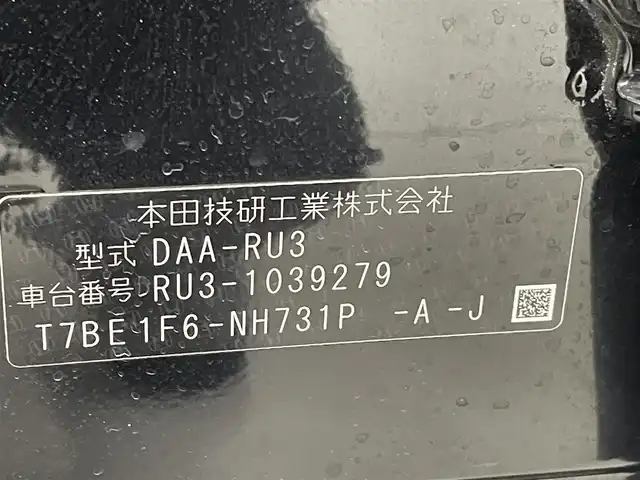 本田技研工業株式会社
型式 DAA-RU3
車台番号 RU3-1039279
T7BE1F6-NH731P -A -J